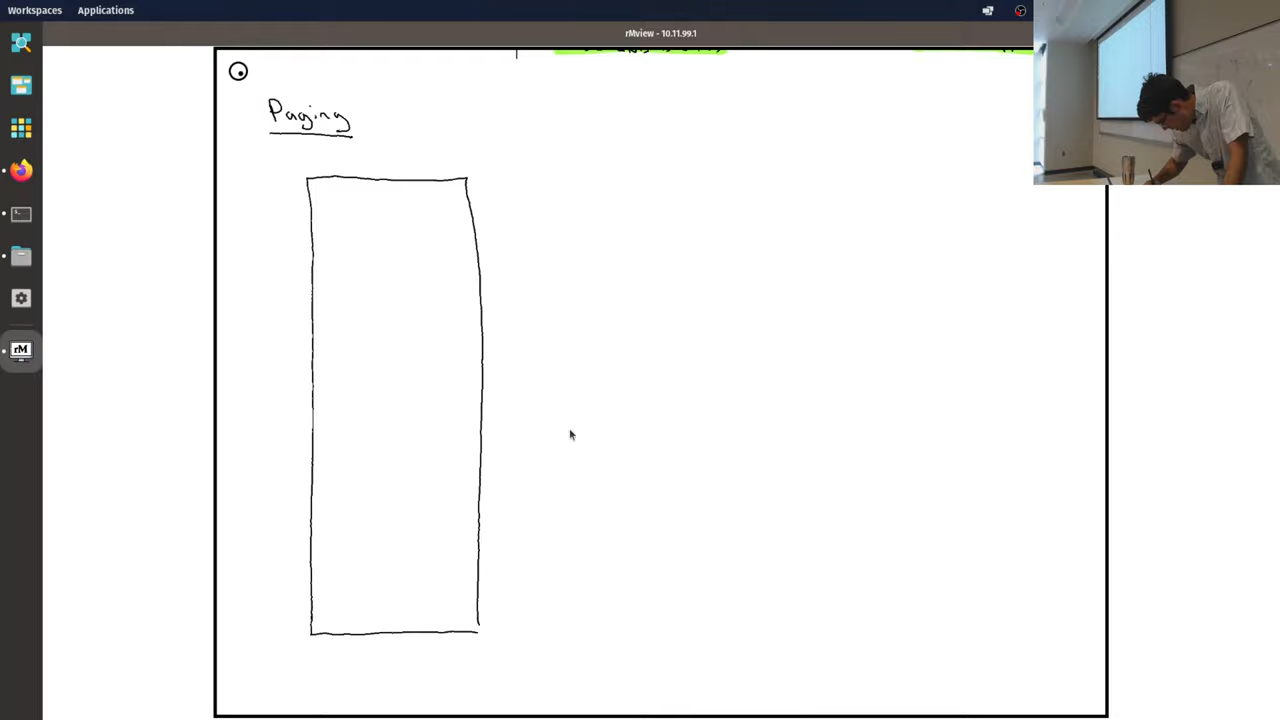 Workspaces Applications
rMview - 10.11.99.1
Paging
rM